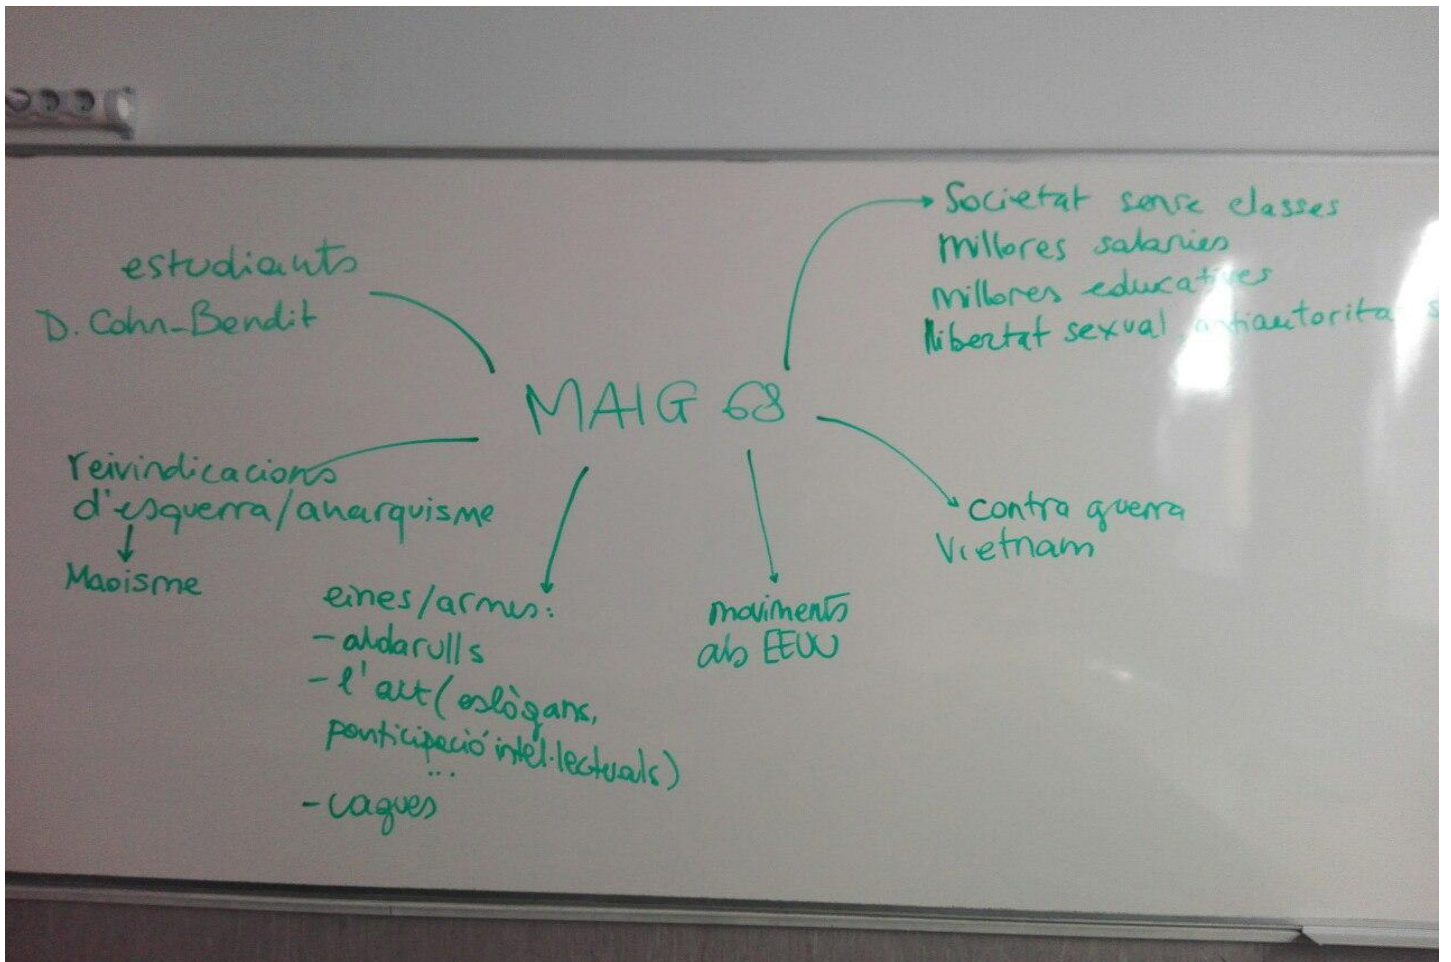 estudiants
D. Cohn-Bendit
MAIG 68
Societat sense classes
millores salaries
millores educatives
llibertat sexual
reivindicacions
d'esquerra/anarquisme
Maoisme
eines/armes:
- aldarulls
- l'art (eslògans,
participació intel·lectuals)
...
- vagues
moviments
als EEUU
contra guerra
Vietnam